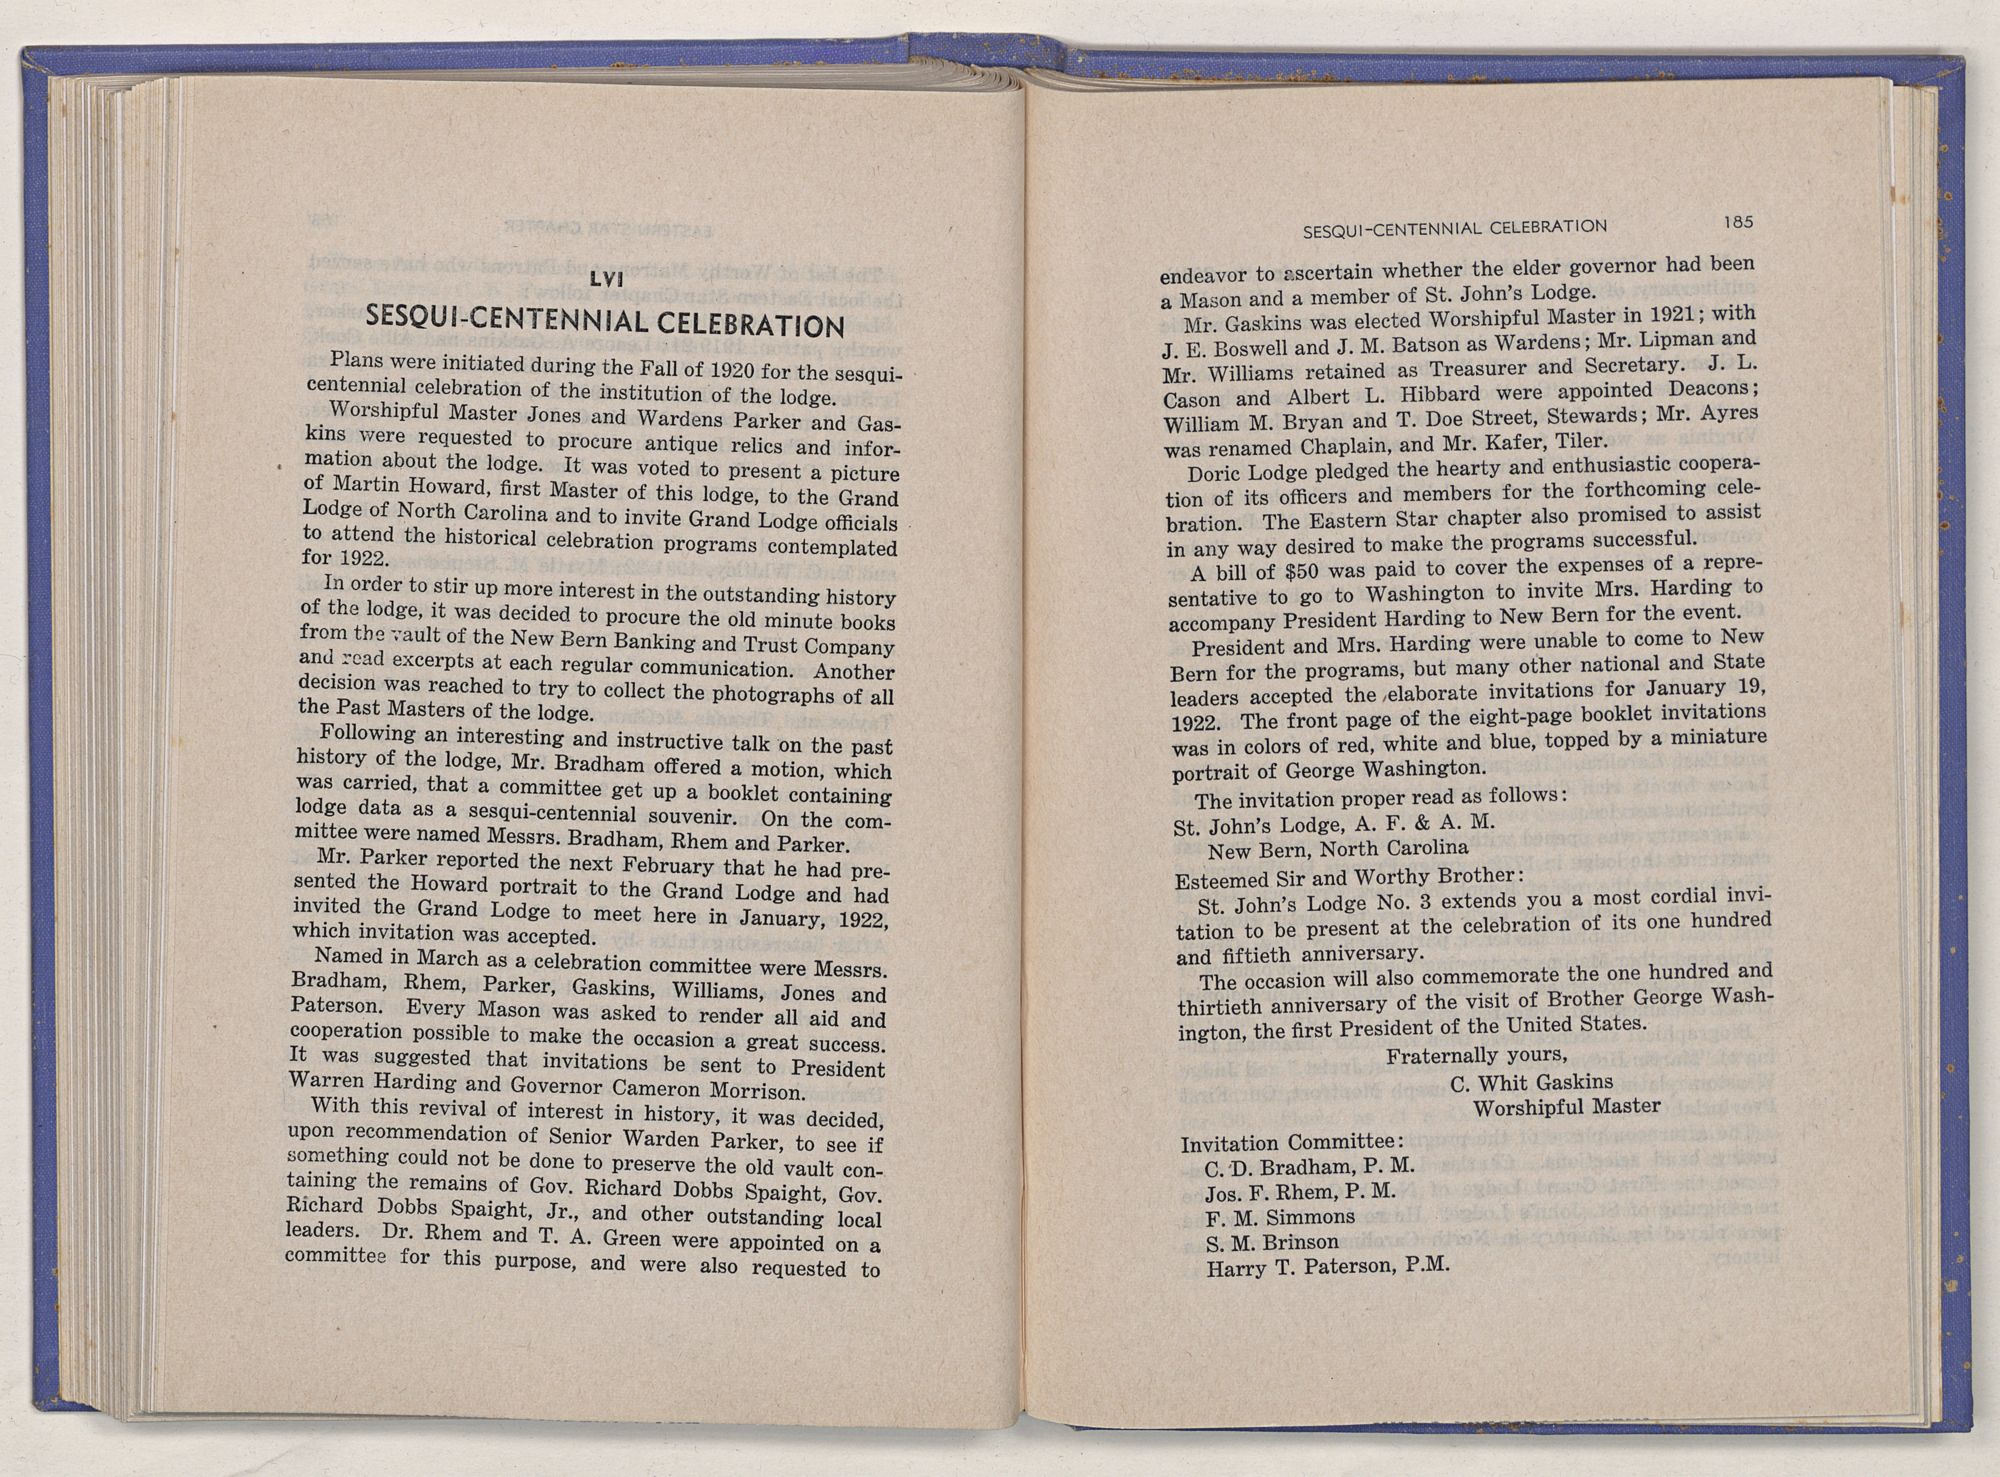 LVI
SESQUI-CENTENNIAL CELEBRATION
Plans were initiated during the Fall of 1920 for the sesqui-
centennial celebration of the institution of the lodge.
Worshipful Master Jones and Wardens Parker and Gas-
kins were requested to procure antique relics and infor-
mation about the lodge. It was voted to present a picture
of Martin Howard, first Master of this lodge, to the Grand
Lodge of North Carolina and to invite Grand Lodge officials
to attend the historical celebration programs contemplated
for 1922.
In order to stir up more interest in the outstanding history
of the lodge, it was decided to procure the old minute books
from the vault of the New Bern Banking and Trust Company
and read excerpts at each regular communication. Another
decision was reached to try to collect the photographs of all
the Past Masters of the lodge.
Following an interesting and instructive talk on the past
history of the lodge, Mr. Bradham offered a motion, which
was carried, that a committee get up a booklet containing
lodge data as a sesqui-centennial souvenir. On the com-
mittee were named Messrs. Bradham, Rhem and Parker.
Mr. Parker reported the next February that he had pre-
sented the Howard portrait to the Grand Lodge and had
invited the Grand Lodge to meet here in January, 1922,
which invitation was accepted.
Named in March as a celebration committee were Messrs.
Bradham, Rhem, Parker, Gaskins, Williams, Jones and
Paterson. Every Mason was asked to render all aid and
cooperation possible to make the occasion a great success.
It was suggested that invitations be sent to President
Warren Harding and Governor Cameron Morrison.
With this revival of interest in history, it was decided,
upon recommendation of Senior Warden Parker, to see if
something could not be done to preserve the old vault con-
taining the remains of Gov. Richard Dobbs Spaight, Gov.
Richard Dobbs Spaight, Jr., and other outstanding local
leaders. Dr. Rhem and T. A. Green were appointed on a
committee for this purpose, and were also requested to
SESQUI-CENTENNIAL CELEBRATION 185
endeavor to ascertain whether the elder governor had been
a Mason and a member of St. John's Lodge.
Mr. Gaskins was elected Worshipful Master in 1921; with
J. E. Boswell and J. M. Batson as Wardens; Mr. Lipman and
Mr. Williams retained as Treasurer and Secretary. J. L.
Cason and Albert L. Hibbard were appointed Deacons;
William M. Bryan and T. Doe Street, Stewards; Mr. Ayres
was renamed Chaplain, and Mr. Kafer, Tiler.
Doric Lodge pledged the hearty and enthusiastic coopera-
tion of its officers and members for the forthcoming cele-
bration. The Eastern Star chapter also promised to assist
in any way desired to make the programs successful.
A bill of $50 was paid to cover the expenses of a repre-
sentative to go to Washington to invite Mrs. Harding to
accompany President Harding to New Bern for the event.
President and Mrs. Harding were unable to come to New
Bern for the programs, but many other national and State
leaders accepted the elaborate invitations for January 19,
1922. The front page of the eight-page booklet invitations
was in colors of red, white and blue, topped by a miniature
portrait of George Washington.
The invitation proper read as follows:
St. John's Lodge, A. F. & A. M.
New Bern, North Carolina
Esteemed Sir and Worthy Brother:
St. John's Lodge No. 3 extends you a most cordial invi-
tation to be present at the celebration of its one hundred
and fiftieth anniversary.
The occasion will also commemorate the one hundred and
thirtieth anniversary of the visit of Brother George Wash-
ington, the first President of the United States.
Fraternally yours,
C. Whit Gaskins
Worshipful Master
Invitation Committee:
C. D. Bradham, P. M.
Jos. F. Rhem, P. M.
F. M. Simmons
S. M. Brinson
Harry T. Paterson, P.M.